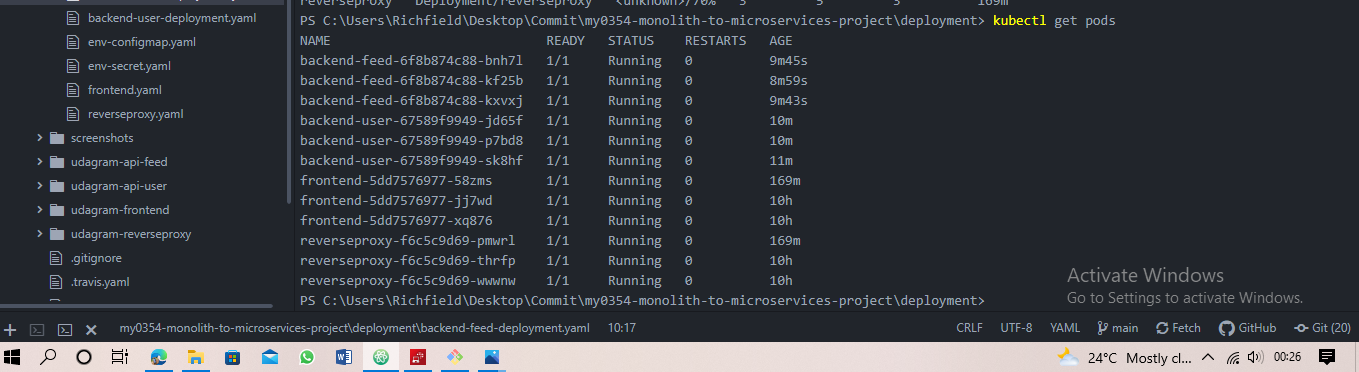 backend-user-deployment.yaml
env-configmap.yaml
env-secret.yaml
frontend.yaml
reverseproxy.yaml
screenshots
udagram-api-feed
udagram-api-user
udagram-frontend
udagram-reverseproxy
.gitignore
.travis.yaml
reverseproxy Deployment/reverseproxy <unknown>/70% 3 5 3 169m
PS C:\Users\Richfield\Desktop\Commit\my0354-monolith-to-microservices-project\deployment> kubectl get pods
NAME READY STATUS RESTARTS AGE
backend-feed-6f8b874c88-bnh7l 1/1 Running 0 9m45s
backend-feed-6f8b874c88-kf25b 1/1 Running 0 8m59s
backend-feed-6f8b874c88-kxvxj 1/1 Running 0 9m43s
backend-user-67589f9949-jd65f 1/1 Running 0 10m
backend-user-67589f9949-p7bd8 1/1 Running 0 10m
backend-user-67589f9949-sk8hf 1/1 Running 0 11m
frontend-5dd7576977-58zms 1/1 Running 0 169m
frontend-5dd7576977-jj7wd 1/1 Running 0 10h
frontend-5dd7576977-xq876 1/1 Running 0 10h
reverseproxy-f6c5c9d69-pmwrl 1/1 Running 0 169m
reverseproxy-f6c5c9d69-thrfp 1/1 Running 0 10h
reverseproxy-f6c5c9d69-wwwnw 1/1 Running 0 10h
PS C:\Users\Richfield\Desktop\Commit\my0354-monolith-to-microservices-project\deployment>
Activate Windows
Go to Settings to activate Windows.
my0354-monolith-to-microservices-project\deployment\backend-feed-deployment.yaml 10:17 CRLF UTF-8 YAML main Fetch GitHub Git (20)
24°C Mostly cl... 00:26